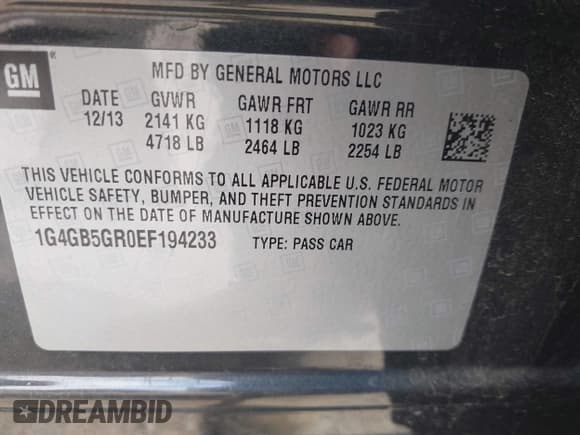 GM
MFD BY GENERAL MOTORS LLC
DATE GVWR GAWR FRT GAWR RR
12/13 2141 KG 1118 KG 1023 KG
4718 LB 2464 LB 2254 LB
THIS VEHICLE CONFORMS TO ALL APPLICABLE U.S. FEDERAL MOTOR
VEHICLE SAFETY, BUMPER, AND THEFT PREVENTION STANDARDS
IN EFFECT ON THE DATE OF MANUFACTURE SHOWN ABOVE.
1G4GB5GR0EF194233 TYPE: PASS CAR
DREAMBID